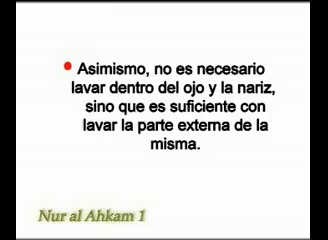 Asimismo, no es necesario
lavar dentro del ojo y la nariz,
sino que es suficiente con
lavar la parte externa de la
misma.
Nur al Ahkam 1